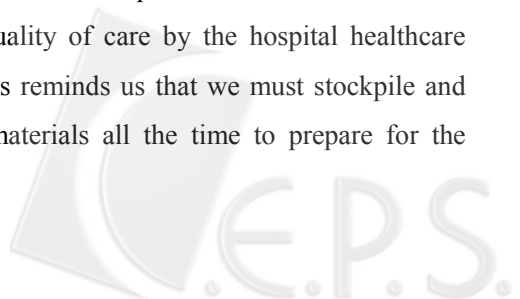 uality of care by the hospital healthcare
s reminds us that we must stockpile and
naterials all the time to prepare for the
C.E.P.S.